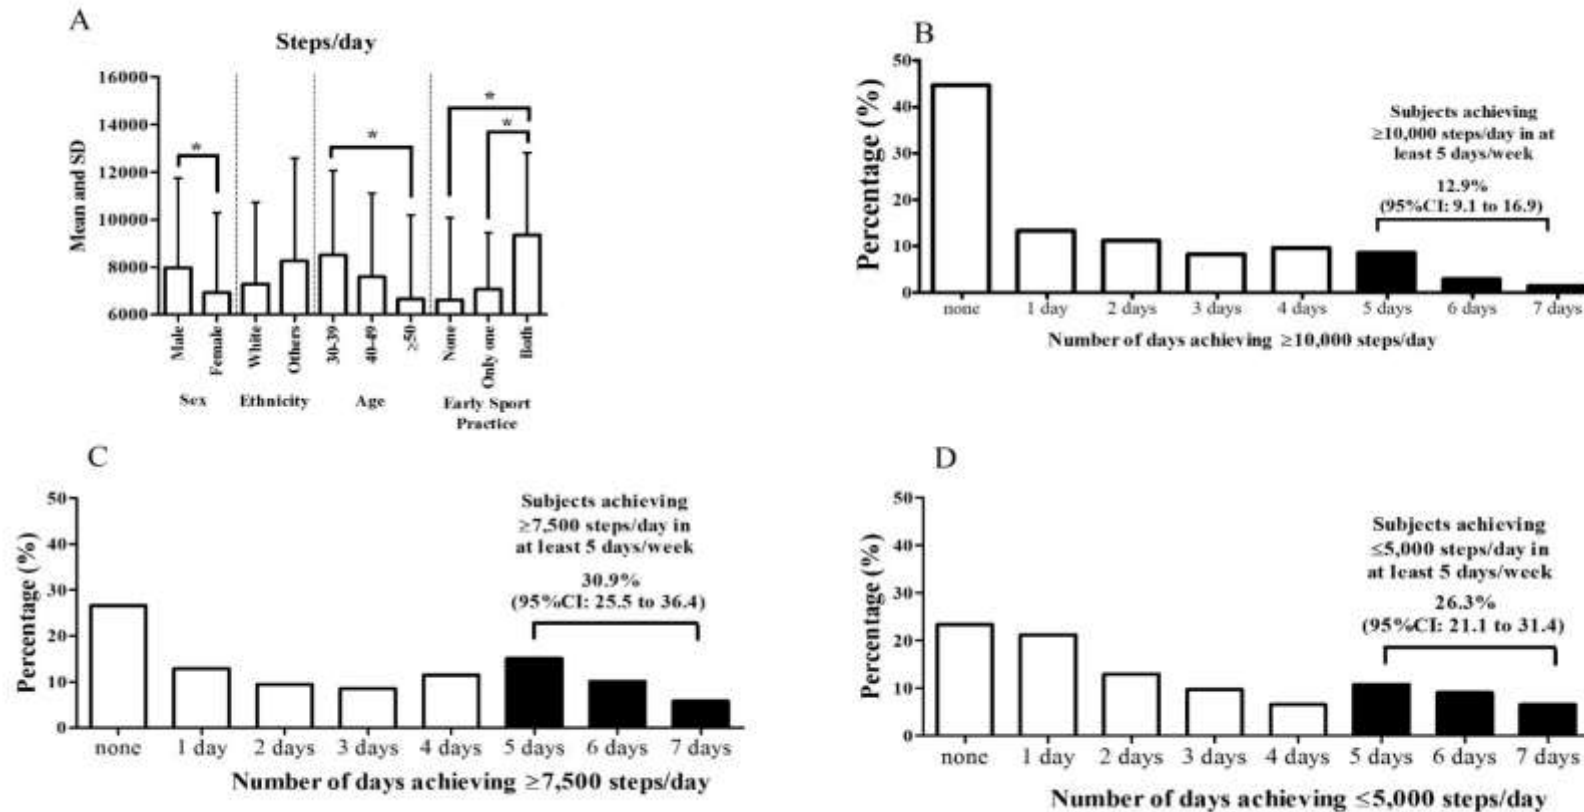 A
Steps/day
Mean and SD
16000
14000
12000
10000
8000
6000
*
*
*
*
Male
Female
White
Others
30-39
40-49
≥50
None
Only one
Both
Sex
Ethnicity
Age
Early Sport
Practice
B
Percentage (%)
50
40
30
20
10
0
Subjects achieving
≥10,000 steps/day in at
least 5 days/week
12.9%
(95%CI: 9.1 to 16.9)
none
1 day
2 days
3 days
4 days
5 days
6 days
7 days
Number of days achieving ≥10,000 steps/day
C
Percentage (%)
50
40
30
20
10
0
Subjects achieving
≥7,500 steps/day in
at least 5 days/week
30.9%
(95%CI: 25.5 to 36.4)
none
1 day
2 days
3 days
4 days
5 days
6 days
7 days
Number of days achieving ≥7,500 steps/day
D
Percentage (%)
50
40
30
20
10
0
Subjects achieving
≤5,000 steps/day in
at least 5 days/week
26.3%
(95%CI: 21.1 to 31.4)
none
1 day
2 days
3 days
4 days
5 days
6 days
7 days
Number of days achieving ≤5,000 steps/day